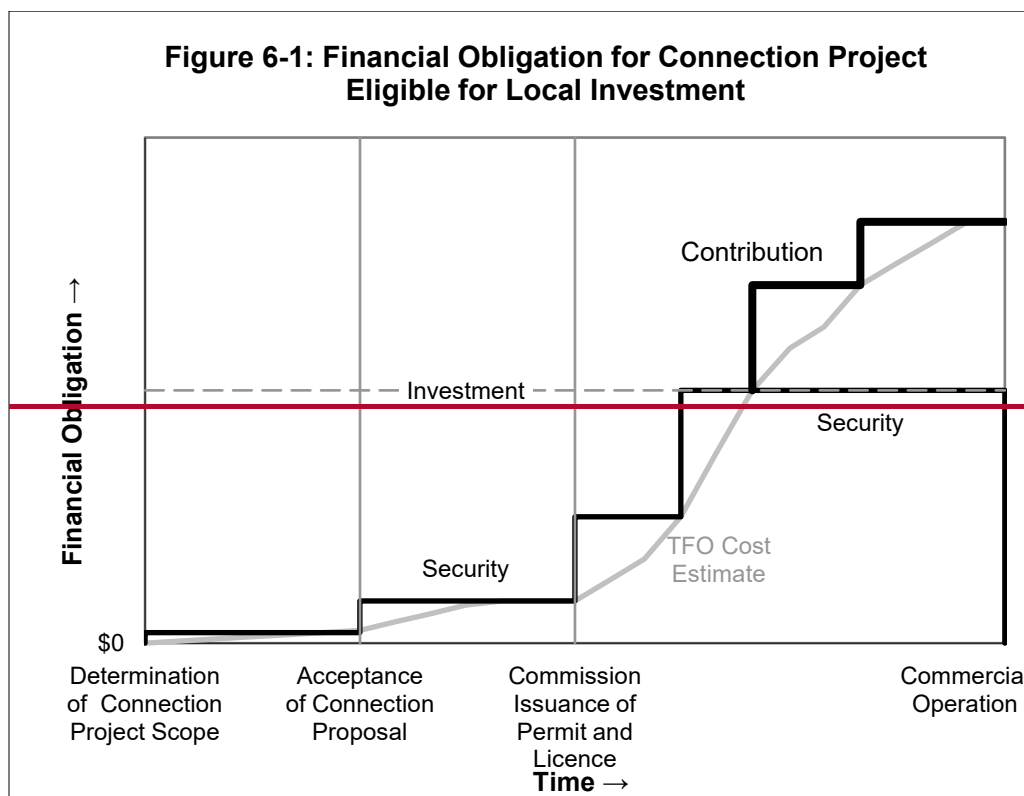 Figure 6-1: Financial Obligation for Connection Project
Eligible for Local Investment
Financial Obligation →
Contribution
Investment
Security
Security
TFO Cost
Estimate
$0
Determination
of Connection
Project Scope
Acceptance
of Connection
Proposal
Commission
Issuance of
Permit and
Licence
Commercia
Operation
Time →